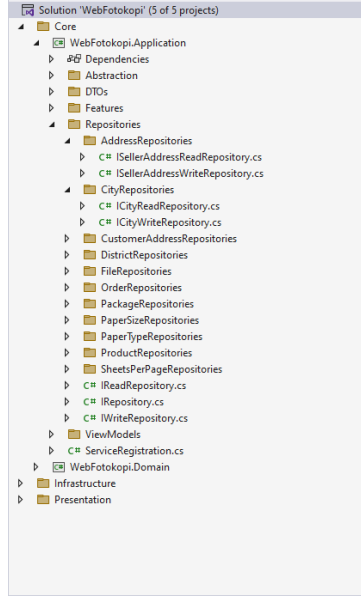 Solution 'WebFotokopi' (5 of 5 projects)
Core
C# WebFotokopi.Application
Dependencies
Abstraction
DTOs
Features
Repositories
AddressRepositories
C# ISellerAddressReadRepository.cs
C# ISellerAddressWriteRepository.cs
CityRepositories
C# ICityReadRepository.cs
C# ICityWriteRepository.cs
CustomerAddressRepositories
DistrictRepositories
FileRepositories
OrderRepositories
PackageRepositories
PaperSizeRepositories
PaperTypeRepositories
ProductRepositories
SheetsPerPageRepositories
C# IReadRepository.cs
C# IRepository.cs
C# IWriteRepository.cs
ViewModels
C# ServiceRegistration.cs
C# WebFotokopi.Domain
Infrastructure
Presentation